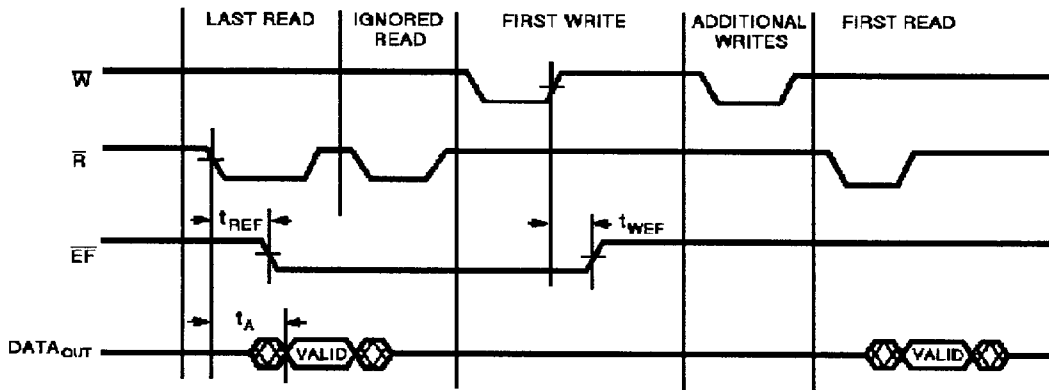 LAST READ
IGNORED READ
FIRST WRITE
ADDITIONAL WRITES
FIRST READ
W
R
tREF
tWEF
EF
tA
DATAOUT
VALID
VALID